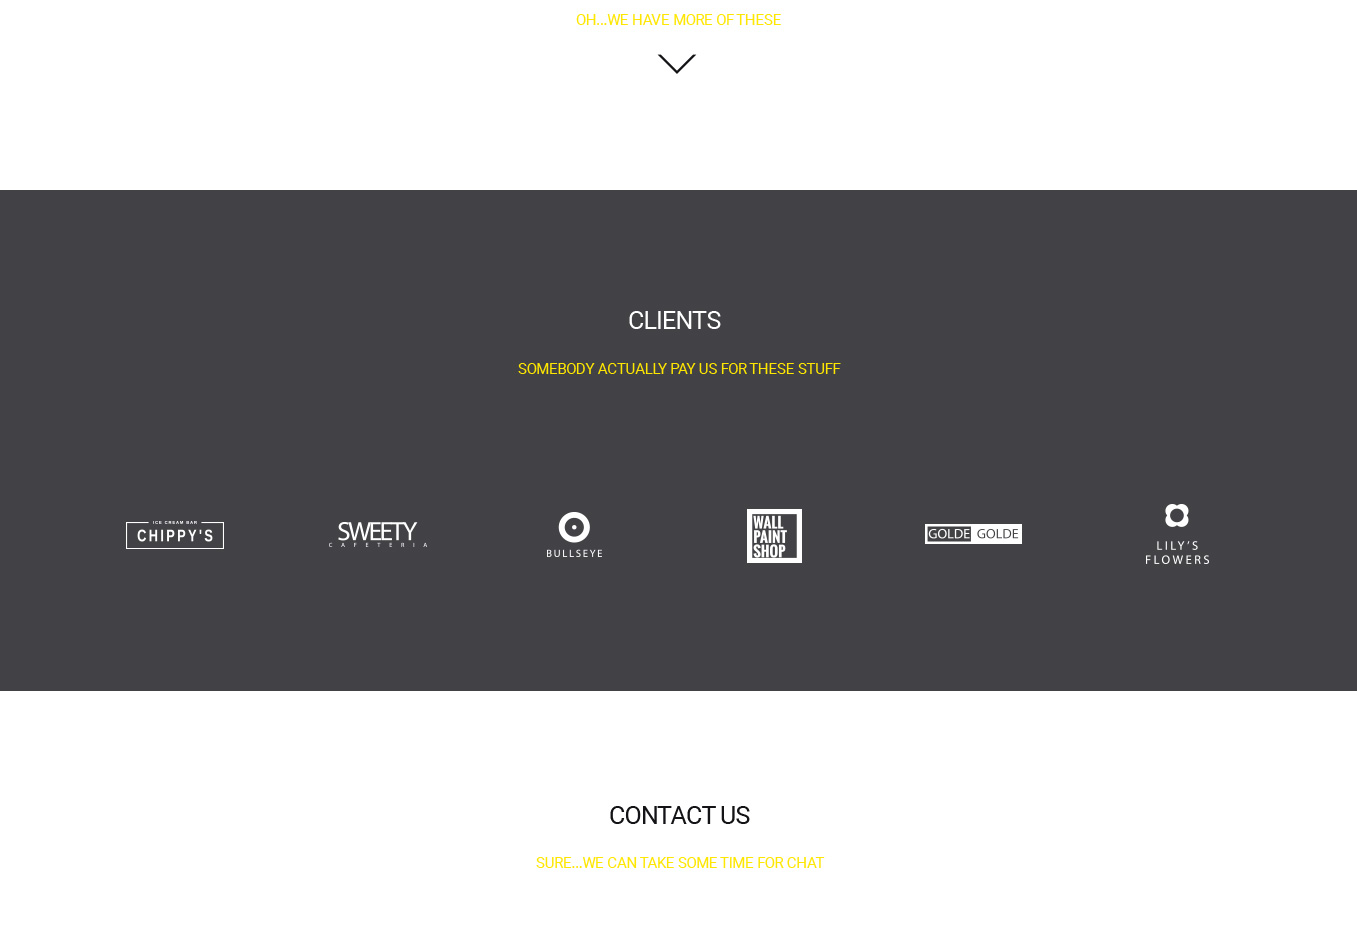 OH...WE HAVE MORE OF THESE
CLIENTS
SOMEBODY ACTUALLY PAY US FOR THESE STUFF
ICE CREAM BAR
CHIPPY'S
SWEETY
CAFETERIA
BULLSEYE
WALL
PAINT
SHOP
GOLDE GOLDE
LILY'S
FLOWERS
CONTACT US
SURE...WE CAN TAKE SOME TIME FOR CHAT